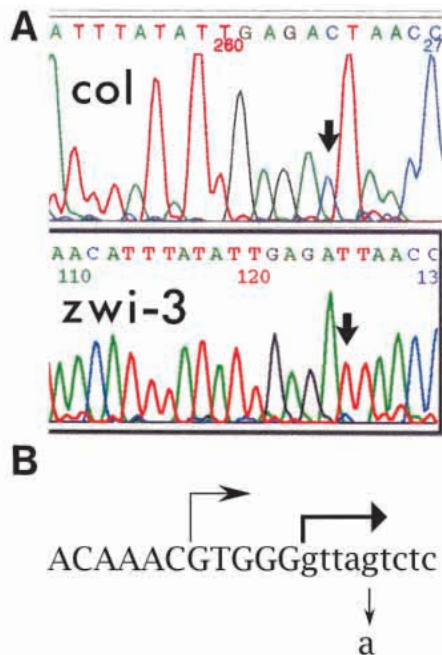 A
ATTTATATTGAGACTAACC
260
27
col
AACATTTATATTGAGATTAACC
110 120 13
zwi-3
B
ACAAACGTGGGgttagtctc
a